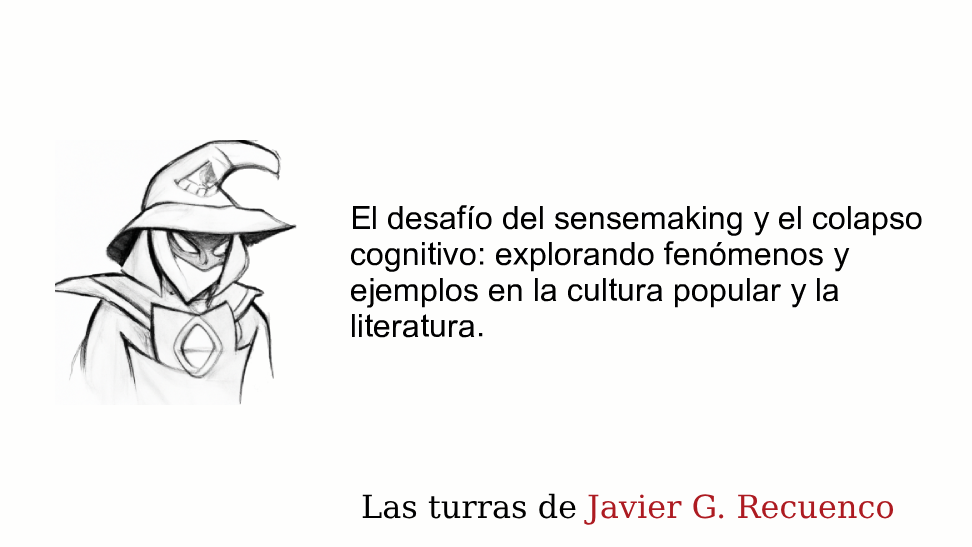 El desafío del sensemaking y el colapso
cognitivo: explorando fenómenos y
ejemplos en la cultura popular y la
literatura.
Las turras de Javier G. Recuenco